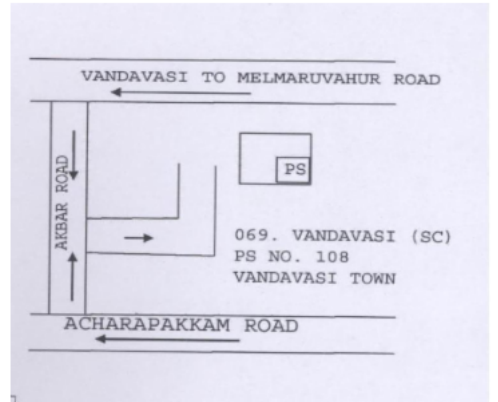 VANDAVASI TO MELMARUVAHUR ROAD
AKBAR ROAD
PS
069. VANDAVASI (SC)
PS NO. 108
VANDAVASI TOWN
ACHARAPAKKAM ROAD